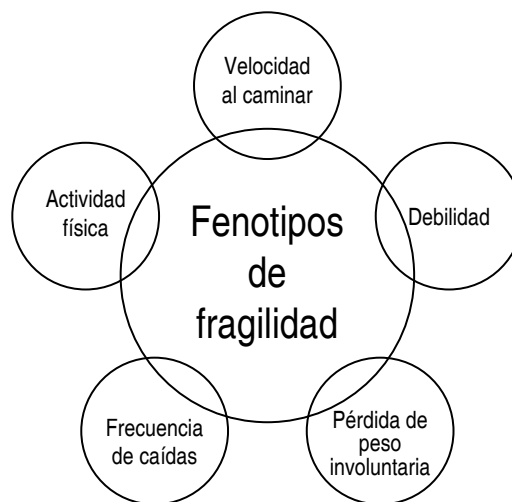 Velocidad
al caminar
Actividad
física
Fenotipos
de
fragilidad
Debilidad
Frecuencia
de caídas
Pérdida de
peso
involuntaria